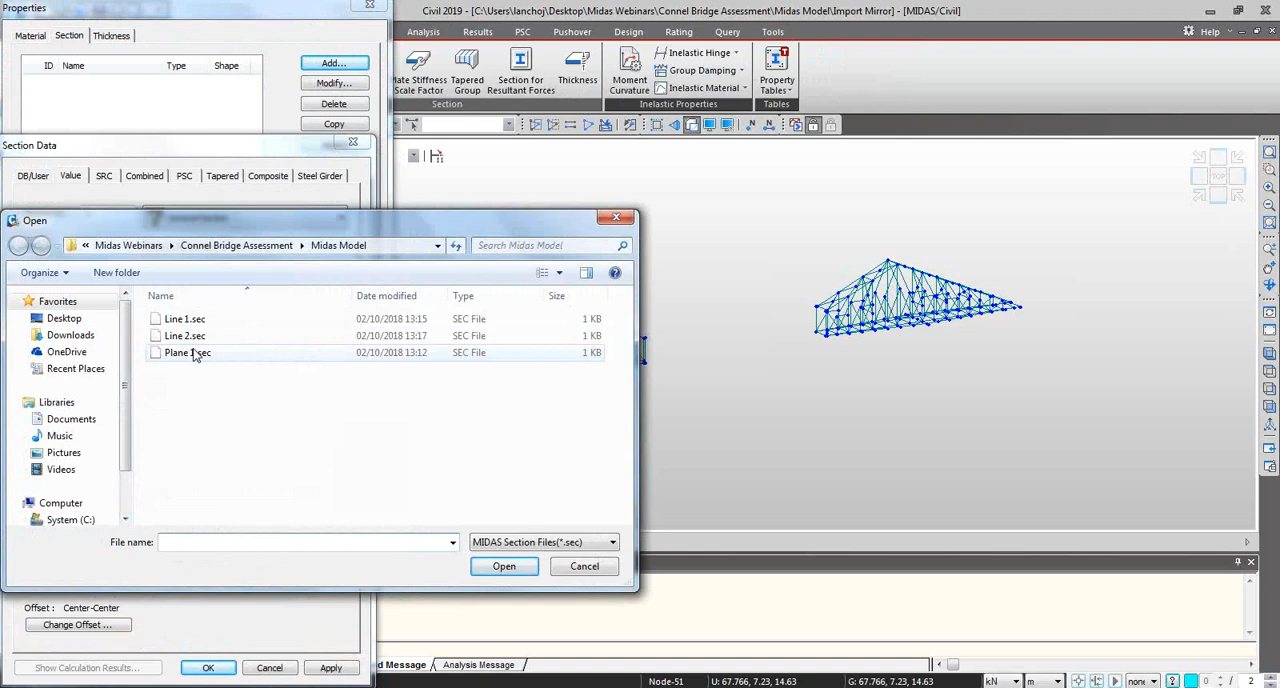 Properties
Civil 2019 - [C:\Users\lanchoj\Desktop\Midas Webinars\Connel Bridge Assessment\Midas Model\Import Mirror] - [MIDAS/Civil]
Analysis Results PSC Pushover Design Rating Query Tools
Help
Material Section Thickness
ID Name Type Shape
Add...
Modify...
Delete
Copy
Mate Stiffness Scale Factor
Tapered Group
Section for Resultant Forces
Thickness
Section
Moment Curvature
Inelastic Hinge
Group Damping
Inelastic Material
Inelastic Properties
Property Tables
Tables
Section Data
DB/User Value SRC Combined PSC Tapered Composite Steel Girder
TOP
Open
« Midas Webinars Connel Bridge Assessment Midas Model
Search Midas Model
Organize New folder
Name Date modified Type Size
Line 1.sec 02/10/2018 13:15 SEC File 1 KB
Line 2.sec 02/10/2018 13:17 SEC File 1 KB
Plane 1.sec 02/10/2018 13:12 SEC File 1 KB
Favorites
Desktop
Downloads
OneDrive
Recent Places
Libraries
Documents
Music
Pictures
Videos
Computer
System (C:)
File name:
MIDAS Section Files(*.sec)
Open Cancel
Offset : Center-Center
Change Offset ...
Show Calculation Results... OK Cancel Apply
d Message Analysis Message
Node-51 U: 67.766, 7.23, 14.63 G: 67.766, 7.23, 14.63 kN m none ? 0 / 2